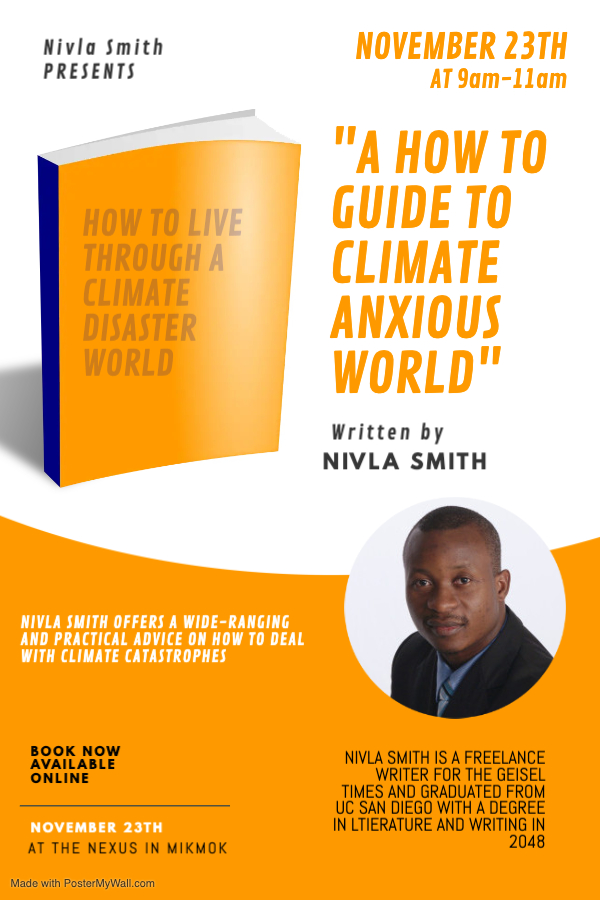 Nivla Smith
PRESENTS
NOVEMBER 23TH
AT 9am-11am
HOW TO LIVE
THROUGH A
CLIMATE
DISASTER
WORLD
"A HOW TO
GUIDE TO
CLIMATE
ANXIOUS
WORLD"
Written by
NIVLA SMITH
NIVLA SMITH OFFERS A WIDE-RANGING
AND PRACTICAL ADVICE ON HOW TO DEAL
WITH CLIMATE CATASTROPHES
BOOK NOW
AVAILABLE
ONLINE
NOVEMBER 23TH
AT THE NEXUS IN MIKMOK
NIVLA SMITH IS A FREELANCE
WRITER FOR THE GEISEL
TIMES AND GRADUATED FROM
UC SAN DIEGO WITH A DEGREE
IN LTIERATURE AND WRITING IN
2048
Made with PosterMyWall.com